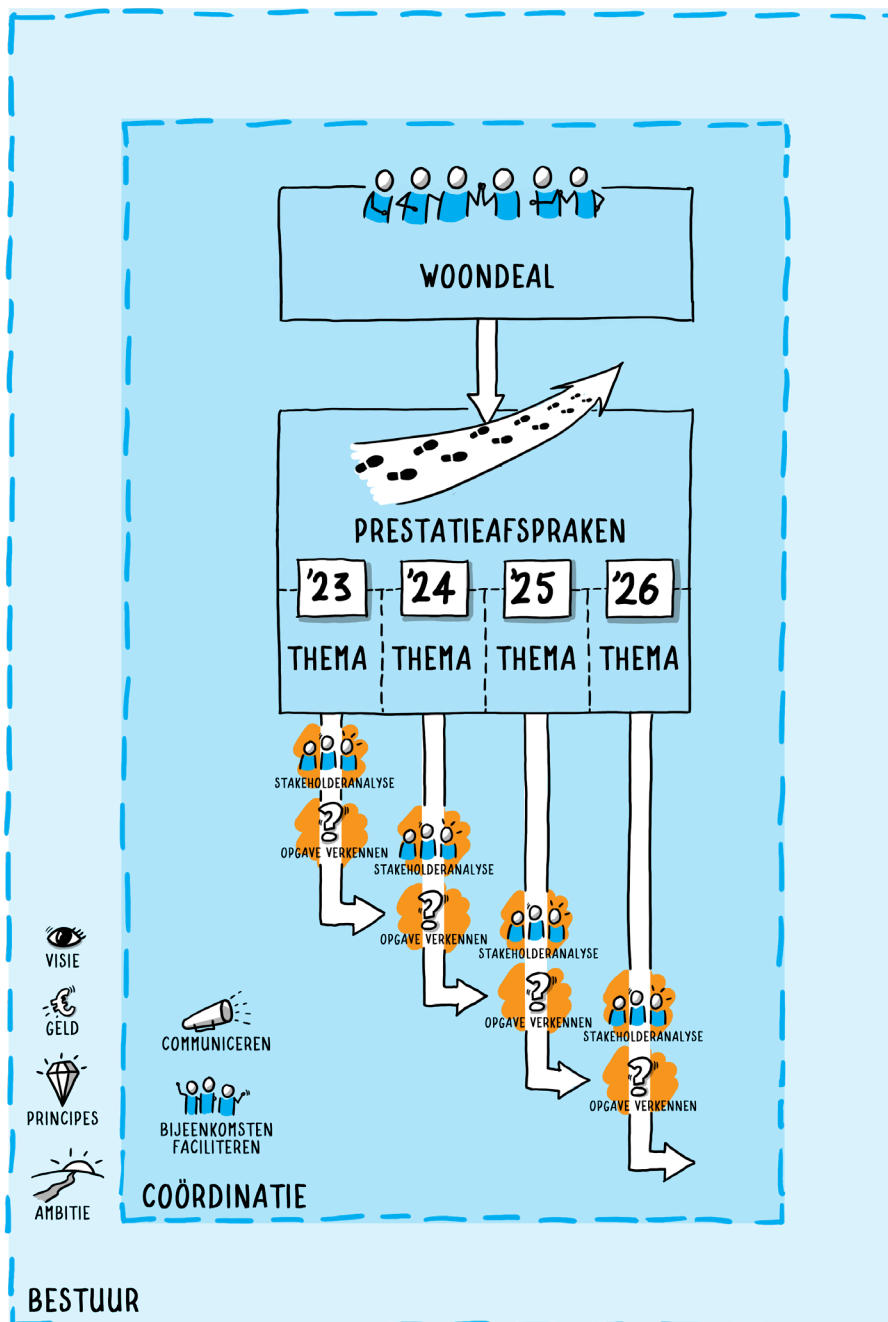 WOONDEAL
PRESTATIEAFSPRAKEN
'23 '24 '25 '26
THEMA THEMA THEMA THEMA
STAKEHOLDERANALYSE
OPGAVE VERKENNEN
STAKEHOLDERANALYSE
OPGAVE VERKENNEN
STAKEHOLDERANALYSE
OPGAVE VERKENNEN
STAKEHOLDERANALYSE
OPGAVE VERKENNEN
VISIE
GELD
PRINCIPES
AMBITIE
COMMUNICEREN
BIJEENKOMSTEN
FACILITEREN
COÖRDINATIE
BESTUUR